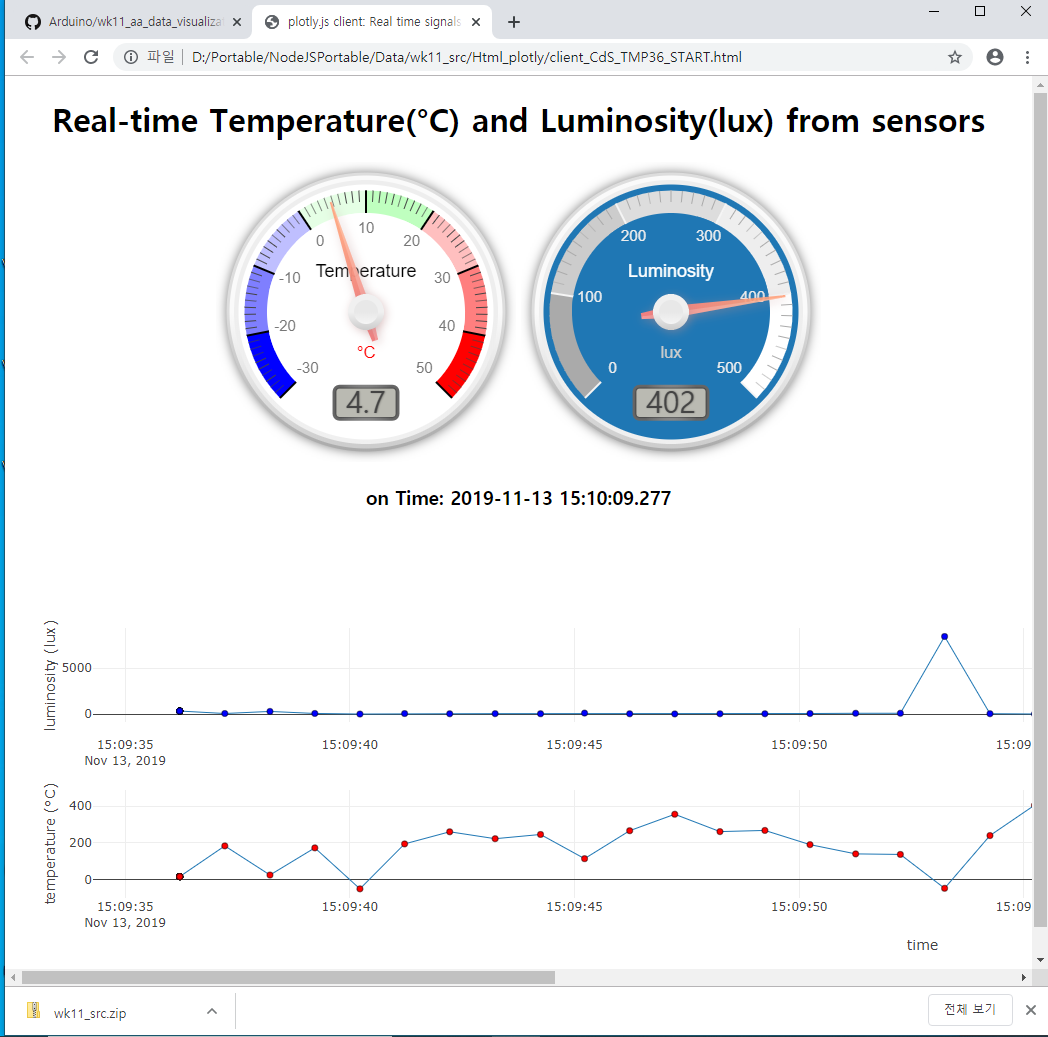 Arduino/wk11_aa_data_visualiza
plotly.js client: Real time signals
파일 D:/Portable/NodeJSPortable/Data/wk11_src/Html_plotly/client_CdS_TMP36_START.html
Real-time Temperature(°C) and Luminosity(lux) from sensors
-30
-20
-10
0
10
20
30
40
50
Temperature
°C
4.7
0
100
200
300
400
500
Luminosity
lux
402
on Time: 2019-11-13 15:10:09.277
luminosity (lux)
5000
0
15:09:35
Nov 13, 2019
15:09:40
15:09:45
15:09:50
15:09
temperature (°C)
400
200
0
15:09:35
Nov 13, 2019
15:09:40
15:09:45
15:09:50
15:09
time
wk11_src.zip
전체 보기